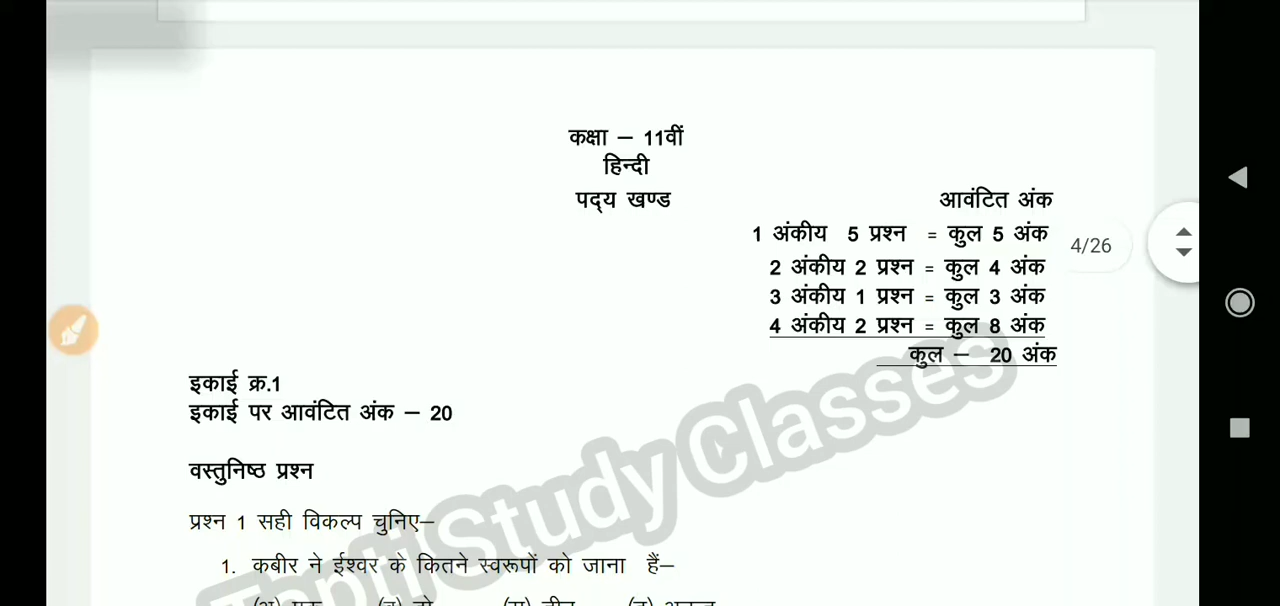 कक्षा – 11वीं
हिन्दी
पद्य खण्ड
आवंटित अंक
1 अंकीय 5 प्रश्न = कुल 5 अंक
4/26
2 अंकीय 2 प्रश्न = कुल 4 अंक
3 अंकीय 1 प्रश्न = कुल 3 अंक
4 अंकीय 2 प्रश्न = कुल 8 अंक
कुल – 20 अंक
इकाई क्र.1
इकाई पर आवंटित अंक – 20
वस्तुनिष्ठ प्रश्न
प्रश्न 1 सही विकल्प चुनिए–
1. कबीर ने ईश्वर के कितने स्वरूपों को जाना हैं–
Tapti Study Classes